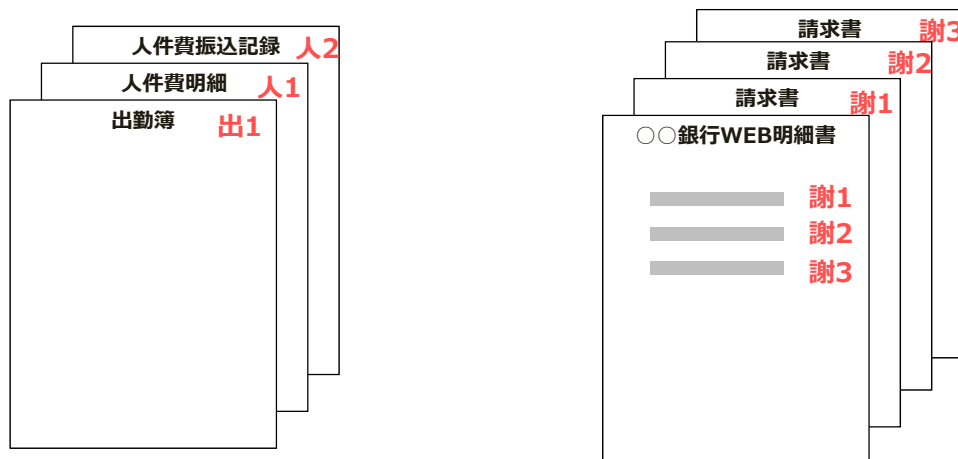 人件費振込記録 人2
人件費明細 人1
出勤簿 出1
請求書 謝3
請求書 謝2
請求書 謝1
○○銀行WEB明細書
謝1
謝2
謝3